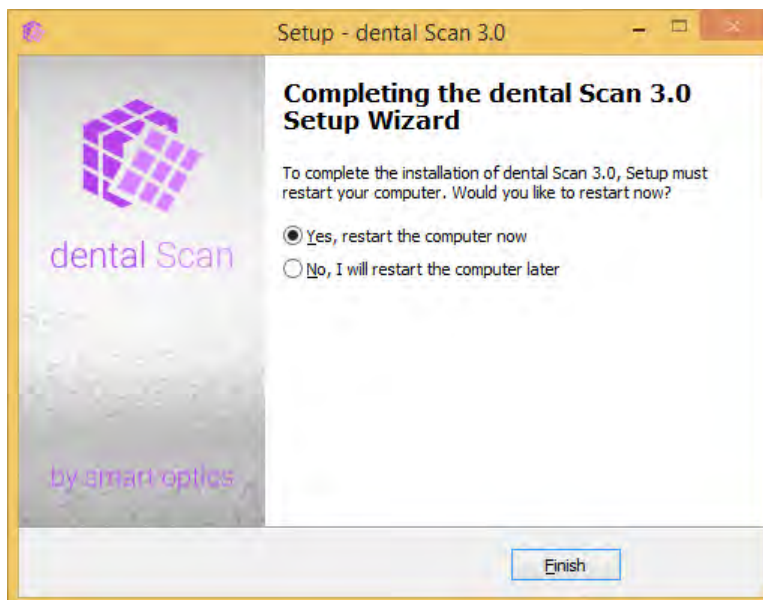 Setup - dental Scan 3.0
Completing the dental Scan 3.0
Setup Wizard
To complete the installation of dental Scan 3.0, Setup must
restart your computer. Would you like to restart now?
Yes, restart the computer now
No, I will restart the computer later
dental Scan
by smart optics
Finish